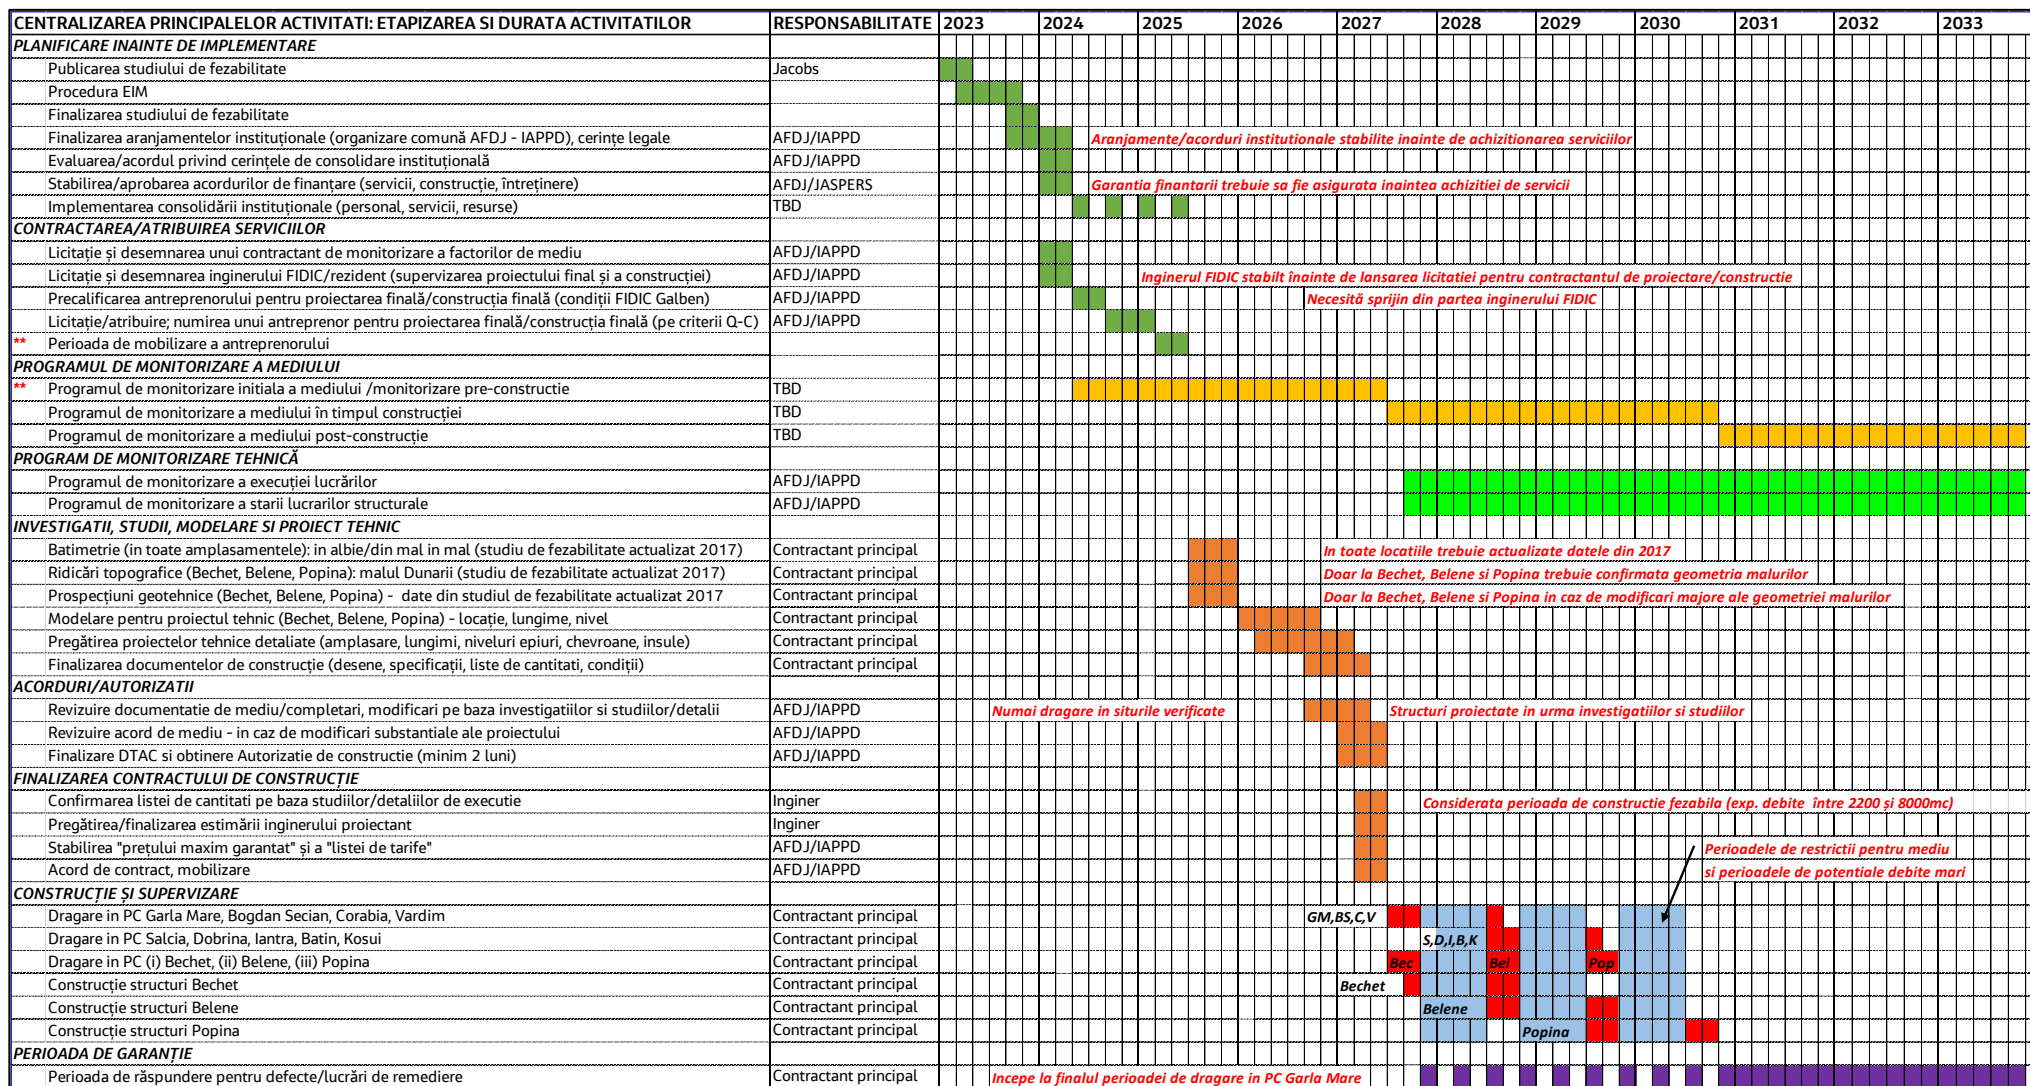 CENTRALIZAREA PRINCIPALELOR ACTIVITATI: ETAPIZAREA SI DURATA ACTIVITATILOR RESPONSABILITATE 2023 2024 2025 2026 2027 2028 2029 2030 2031 2032 2033
PLANIFICARE INAINTE DE IMPLEMENTARE
Publicarea studiului de fezabilitate Jacobs
Procedura EIM
Finalizarea studiului de fezabilitate
Finalizarea aranjamentelor instituționale (organizare comună AFDJ - IAPPD), cerințe legale AFDJ/IAPPD Aranjamente/acorduri institutionale stabilite inainte de achizitionarea serviciilor
Evaluarea/acordul privind cerințele de consolidare instituțională AFDJ/IAPPD
Stabilirea/aprobarea acordurilor de finanțare (servicii, construcție, întreținere) AFDJ/JASPERS Garantia finantarii trebuie sa fie asigurata inaintea achizitiei de servicii
Implementarea consolidării instituționale (personal, servicii, resurse) TBD
CONTRACTAREA/ATRIBUIREA SERVICIILOR
Licitație și desemnarea unui contractant de monitorizare a factorilor de mediu AFDJ/IAPPD
Licitație și desemnarea inginerului FIDIC/rezident (supervizarea proiectului final și a construcției) AFDJ/IAPPD Inginerul FIDIC stabilt înainte de lansarea licitatiei pentru contractantul de proiectare/constructie
Precalificarea antreprenorului pentru proiectarea finală/construcția finală (condiții FIDIC Galben) AFDJ/IAPPD Necesită sprijin din partea inginerului FIDIC
Licitație/atribuire; numirea unui antreprenor pentru proiectarea finală/construcția finală (pe criterii Q-C) AFDJ/IAPPD
** Perioada de mobilizare a antreprenorului
PROGRAMUL DE MONITORIZARE A MEDIULUI
** Programul de monitorizare initiala a mediului /monitorizare pre-constructie TBD
Programul de monitorizare a mediului în timpul construcției TBD
Programul de monitorizare a mediului post-construcție TBD
PROGRAM DE MONITORIZARE TEHNICĂ
Programul de monitorizare a execuției lucrărilor AFDJ/IAPPD
Programul de monitorizare a starii lucrarilor structurale AFDJ/IAPPD
INVESTIGATII, STUDII, MODELARE SI PROIECT TEHNIC
Batimetrie (in toate amplasamentele): in albie/din mal in mal (studiu de fezabilitate actualizat 2017) Contractant principal In toate locatiile trebuie actualizate datele din 2017
Ridicări topografice (Bechet, Belene, Popina): malul Dunarii (studiu de fezabilitate actualizat 2017) Contractant principal Doar la Bechet, Belene si Popina trebuie confirmata geometria malurilor
Prospecțiuni geotehnice (Bechet, Belene, Popina) - date din studiul de fezabilitate actualizat 2017 Contractant principal Doar la Bechet, Belene si Popina in caz de modificari majore ale geometriei malurilor
Modelare pentru proiectul tehnic (Bechet, Belene, Popina) - locație, lungime, nivel Contractant principal
Pregătirea proiectelor tehnice detaliate (amplasare, lungimi, niveluri epiuri, chevroane, insule) Contractant principal
Finalizarea documentelor de construcție (desene, specificații, liste de cantitati, condiții) Contractant principal
ACORDURI/AUTORIZATII
Revizuire documentatie de mediu/completari, modificari pe baza investigatiilor si studiilor/detalii AFDJ/IAPPD Numai dragare in siturile verificate Structuri proiectate in urma investigatiilor si studiilor
Revizuire acord de mediu - in caz de modificari substantiale ale proiectului AFDJ/IAPPD
Finalizare DTAC si obtinere Autorizatie de constructie (minim 2 luni) AFDJ/IAPPD
FINALIZAREA CONTRACTULUI DE CONSTRUCȚIE
Confirmarea listei de cantitati pe baza studiilor/detaliilor de executie Inginer Considerata perioada de constructie fezabila (exp. debite între 2200 și 8000mc)
Pregătirea/finalizarea estimării inginerului proiectant Inginer
Stabilirea "prețului maxim garantat" și a "listei de tarife" AFDJ/IAPPD Perioadele de restrictii pentru mediu
Acord de contract, mobilizare AFDJ/IAPPD si perioadele de potentiale debite mari
CONSTRUCȚIE ȘI SUPERVIZARE
Dragare in PC Garla Mare, Bogdan Secian, Corabia, Vardim Contractant principal GM,BS,C,V
Dragare in PC Salcia, Dobrina, Iantra, Batin, Kosui Contractant principal S,D,I,B,K
Dragare in PC (i) Bechet, (ii) Belene, (iii) Popina Contractant principal Bec Bel Pop
Construcție structuri Bechet Contractant principal Bechet
Construcție structuri Belene Contractant principal Belene
Construcție structuri Popina Contractant principal Popina
PERIOADA DE GARANȚIE
Perioada de răspundere pentru defecte/lucrări de remediere Contractant principal Incepe la finalul perioadei de dragare in PC Garla Mare